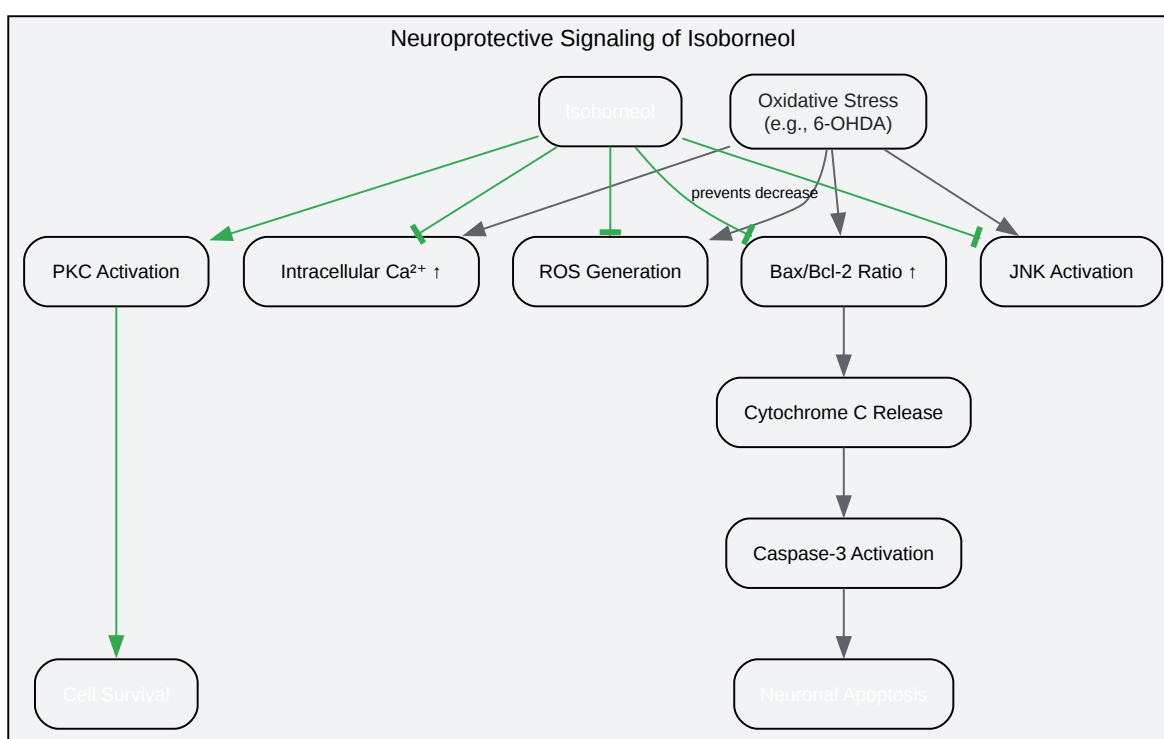 Neuroprotective Signaling of Isoborneol
Isoborneol
Oxidative Stress
(e.g., 6-OHDA)
prevents decrease
PKC Activation
Intracellular Ca²⁺ ↑
ROS Generation
Bax/Bcl-2 Ratio ↑
JNK Activation
Cytochrome C Release
Caspase-3 Activation
Cell Survival
Neuronal Apoptosis